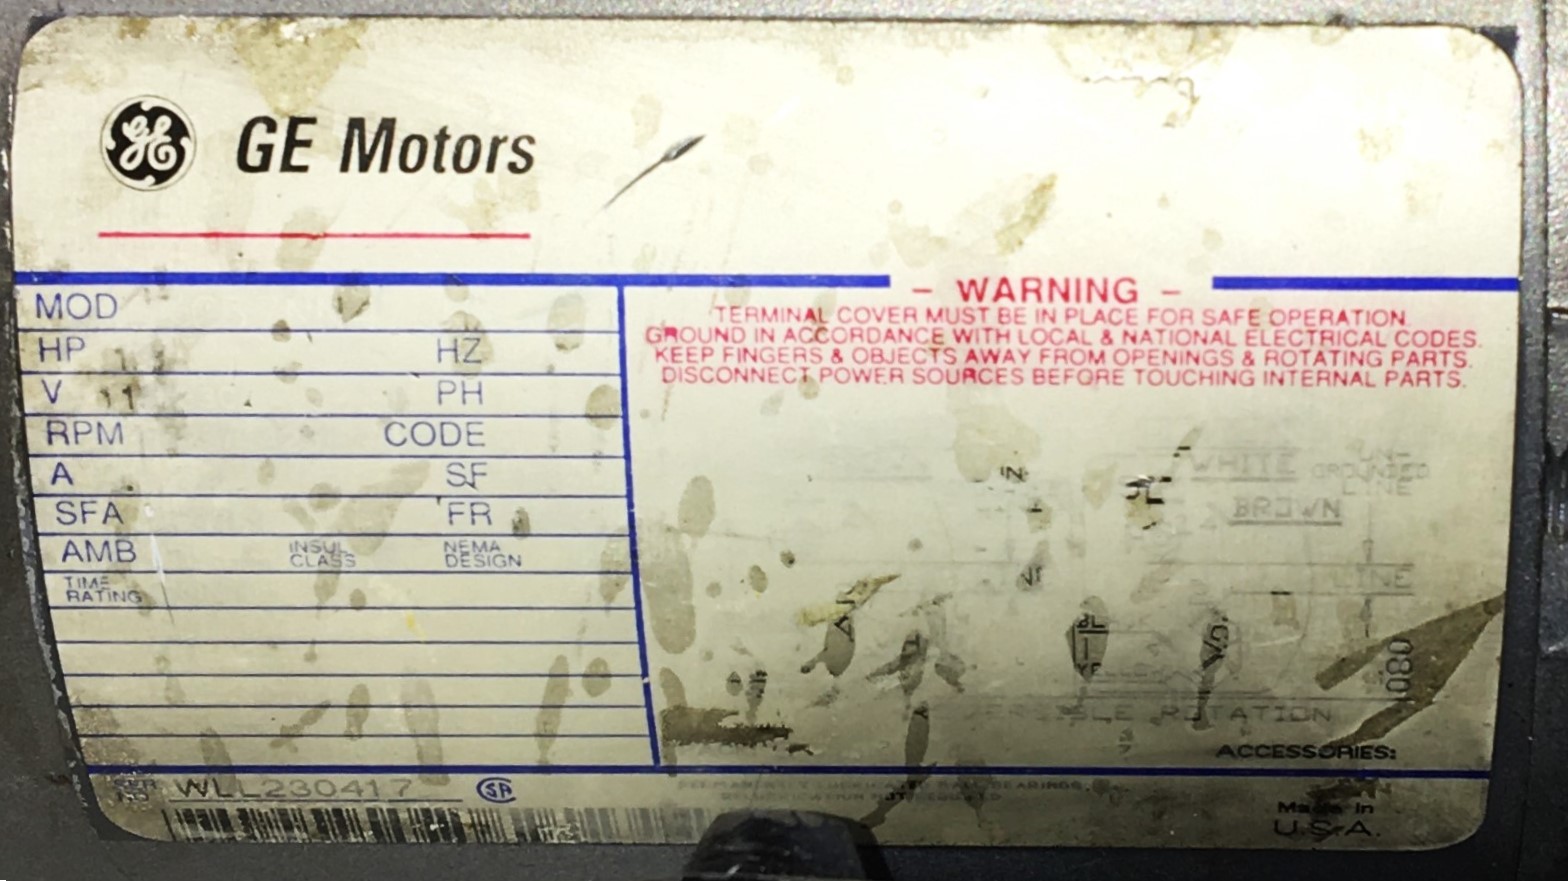 GE Motors
MOD
HP HZ
V PH
RPM CODE
A SF
SFA FR
AMB INSUL CLASS NEMA DESIGN
TIME RATING
- WARNING -
TERMINAL COVER MUST BE IN PLACE FOR SAFE OPERATION.
GROUND IN ACCORDANCE WITH LOCAL & NATIONAL ELECTRICAL CODES.
KEEP FINGERS & OBJECTS AWAY FROM OPENINGS & ROTATING PARTS.
DISCONNECT POWER SOURCES BEFORE TOUCHING INTERNAL PARTS.
WHITE
GROUNDED
LINE
BROWN
LINE
1080
ROTATION
ACCESSORIES:
WLL230417
Made in
U.S.A.